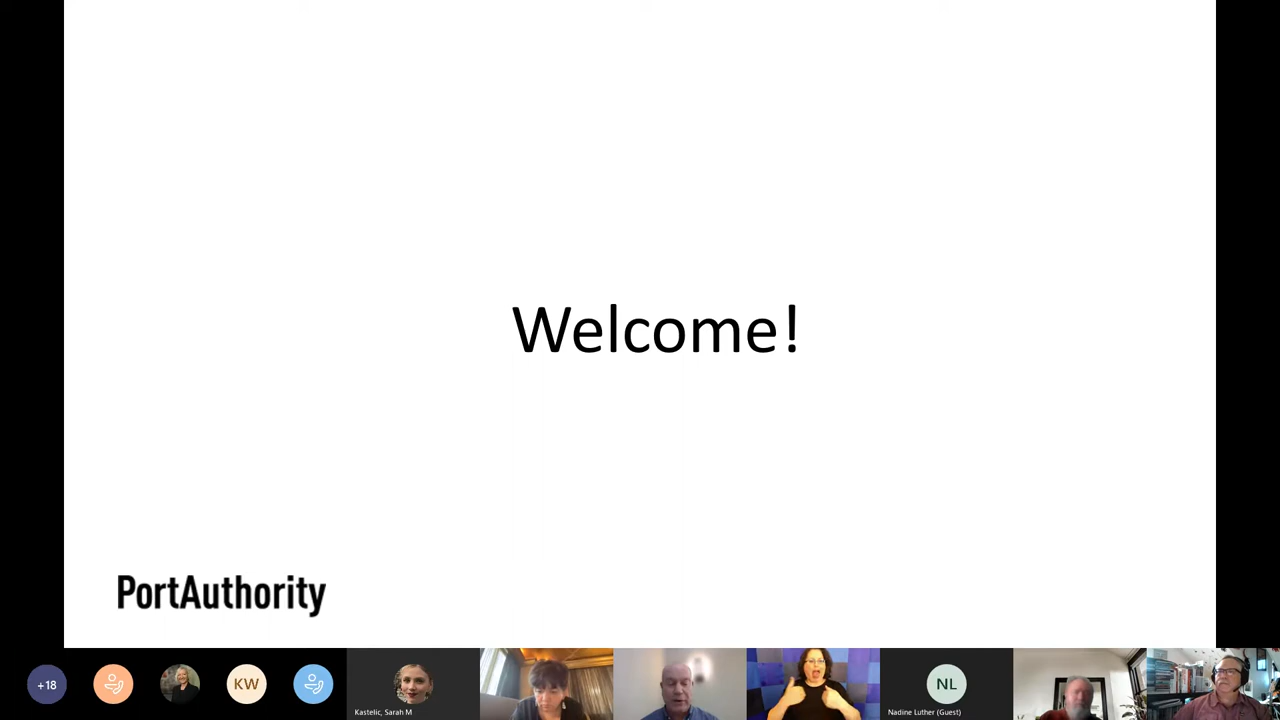 Welcome!
PortAuthority
+18
KW
Kastelic, Sarah M
NL
Nadine Luther (Guest)